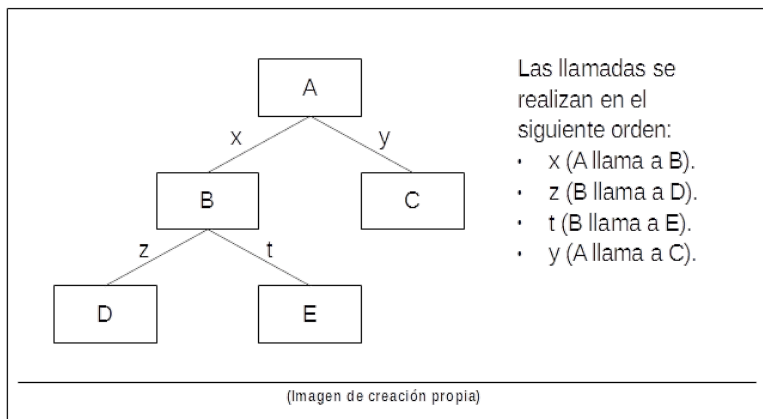 A
x
y
B
C
z
t
D
E
Las llamadas se
realizan en el
siguiente orden:
• x (A llama a B).
• z (B llama a D).
• t (B llama a E).
• y (A llama a C).
(Imagen de creación propia)